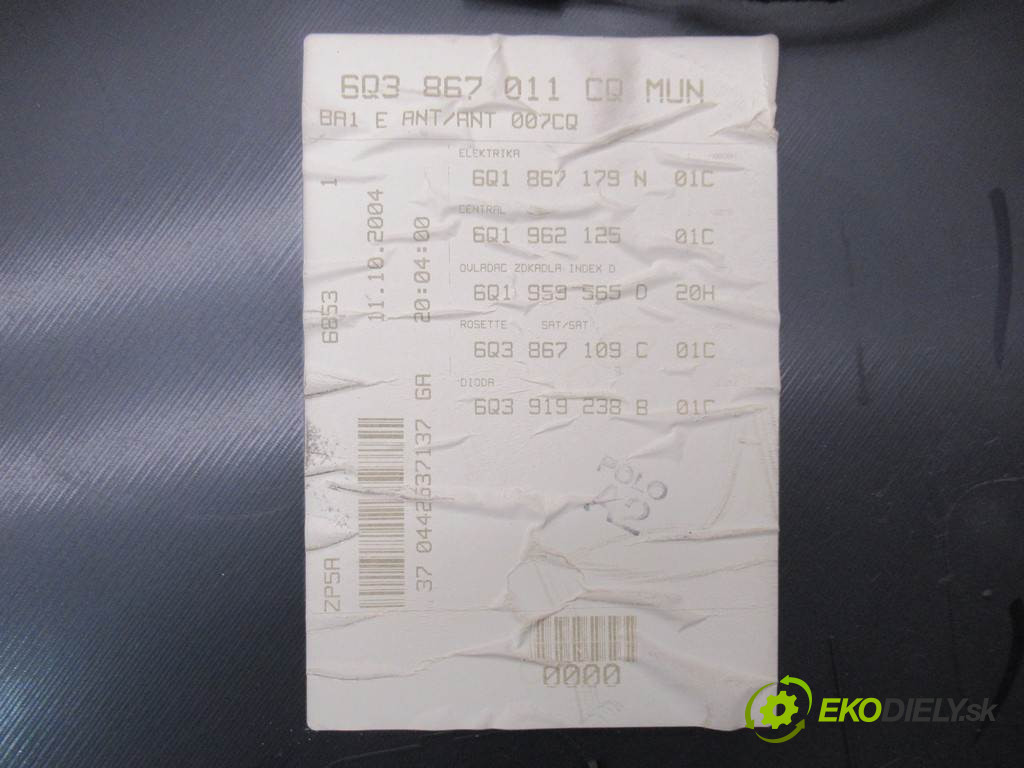 6Q3 867 011 CQ MUN
BA1 E ANT/ANT 007CQ
ELEKTRIKA
6Q1 867 179 N 01C
CENTRAL
6Q1 962 125 01C
OVLADAC ZDKADLA INDEX D
6Q1 959 565 D 20H
ROSETTE SAT/SAT
6Q3 867 109 C 01C
DIODA
6Q3 919 238 B 01C
ZP5A 6853 1
11.10.2004
37 0442637137 GA 20:04:00
POLO
0000
EKODIELY.sk